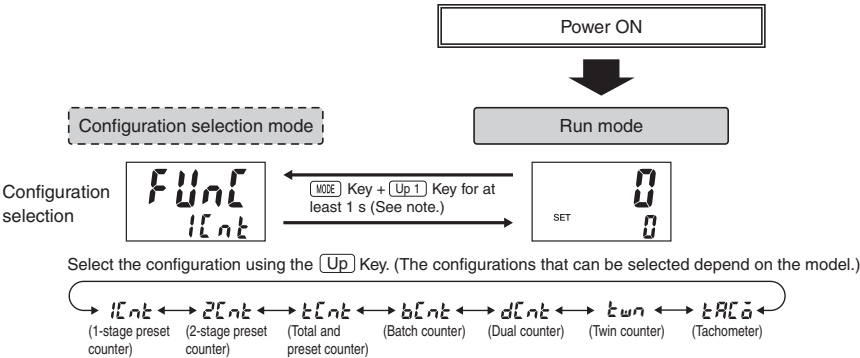 Power ON
Configuration selection mode
Run mode
Configuration
selection
FUnC
1Cnt
MODE Key + Up 1 Key for at
least 1 s (See note.)
0
SET
0
Select the configuration using the Up Key. (The configurations that can be selected depend on the model.)
1Cnt 2Cnt tCnt bCnt dCnt twn tACo
(1-stage preset (2-stage preset (Total and (Batch counter) (Dual counter) (Twin counter) (Tachometer)
counter) counter) preset counter)